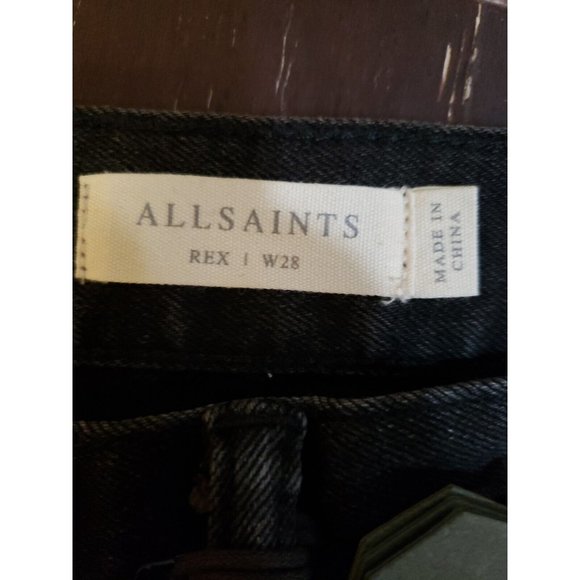 ALLSAINTS
REX | W28
MADE IN
CHINA